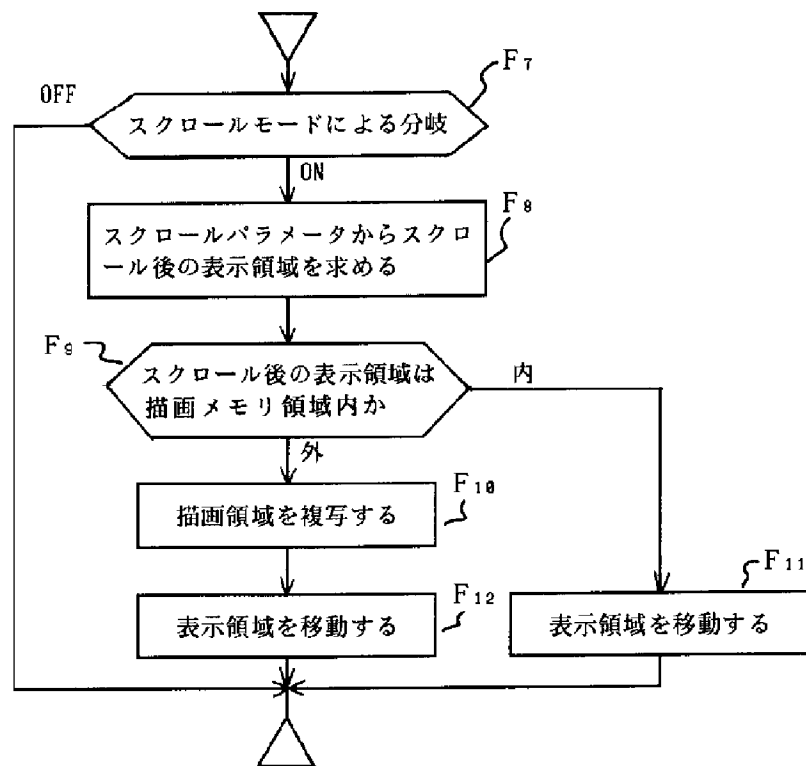 F₇
OFF
スクロールモードによる分岐
ON
F₈
スクロールパラメータからスクロ
ール後の表示領域を求める
F₉
スクロール後の表示領域は
描画メモリ領域内か
内
外
F₁₀
描画領域を複写する
F₁₁
F₁₂
表示領域を移動する
表示領域を移動する